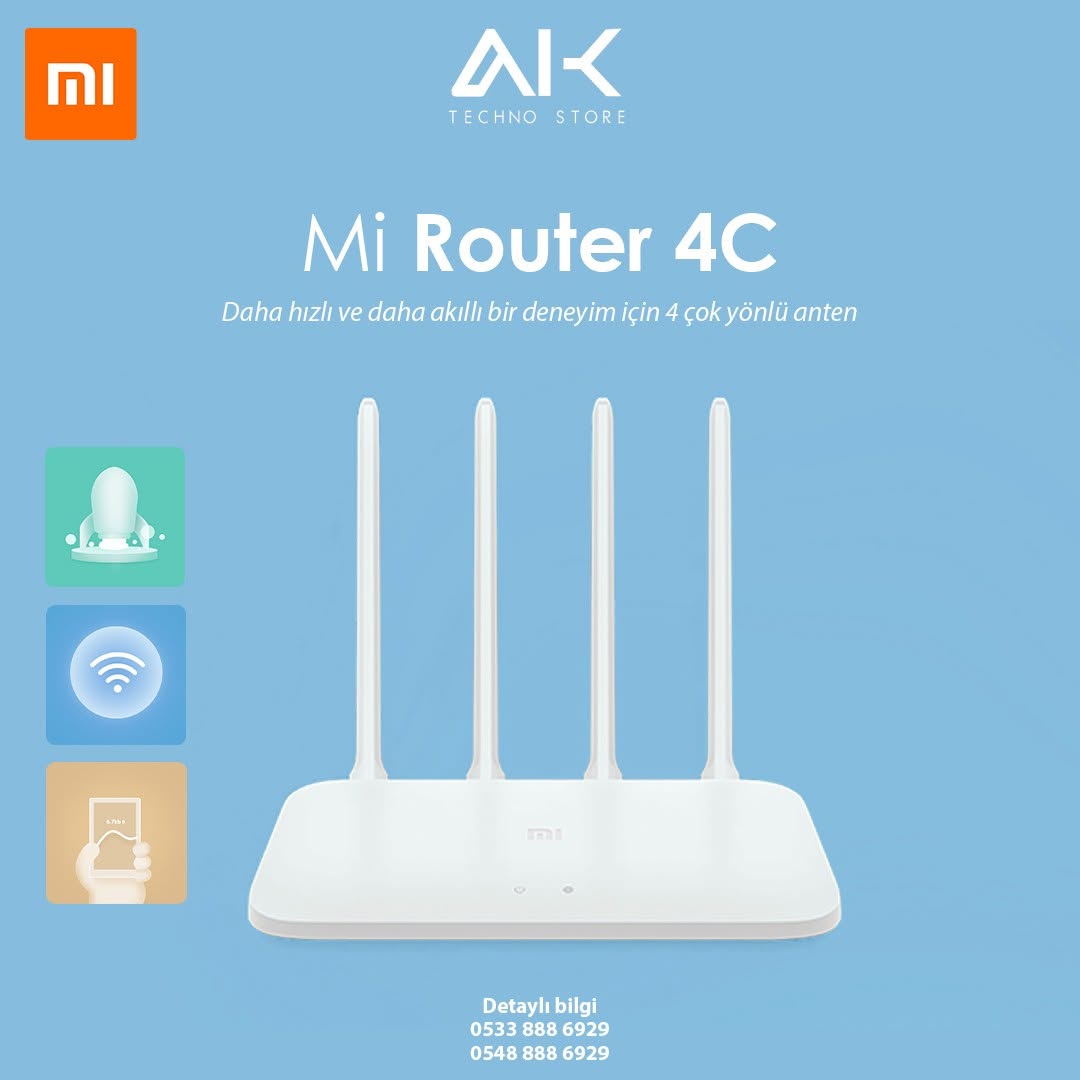 mi
AK
TECHNO STORE
Mi Router 4C
Daha hızlı ve daha akıllı bir deneyim için 4 çok yönlü anten
mi
Detaylı bilgi
0533 888 6929
0548 888 6929